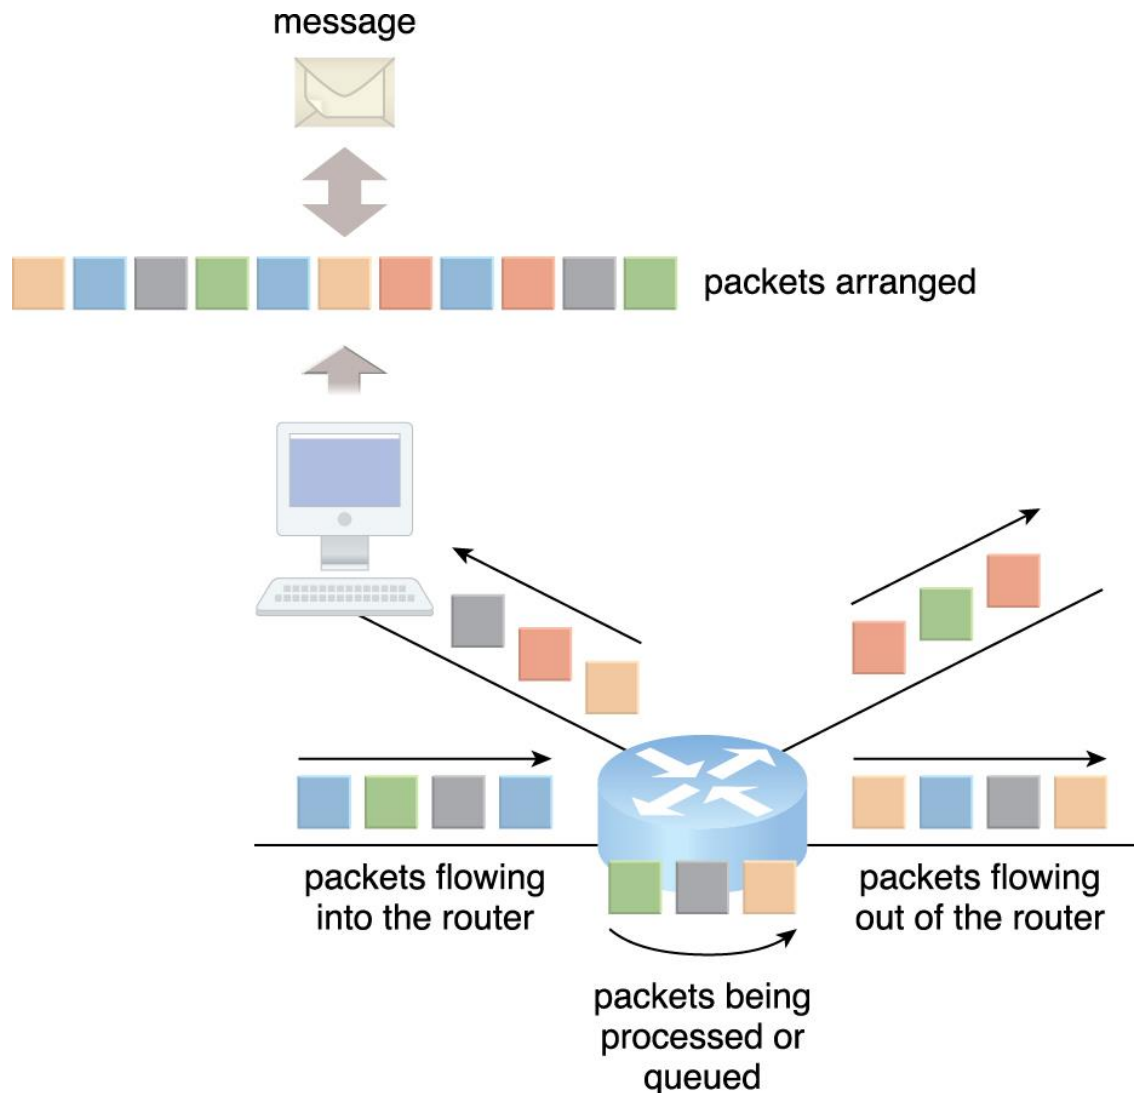 message
packets arranged
packets flowing
into the router
packets flowing
out of the router
packets being
processed or
queued